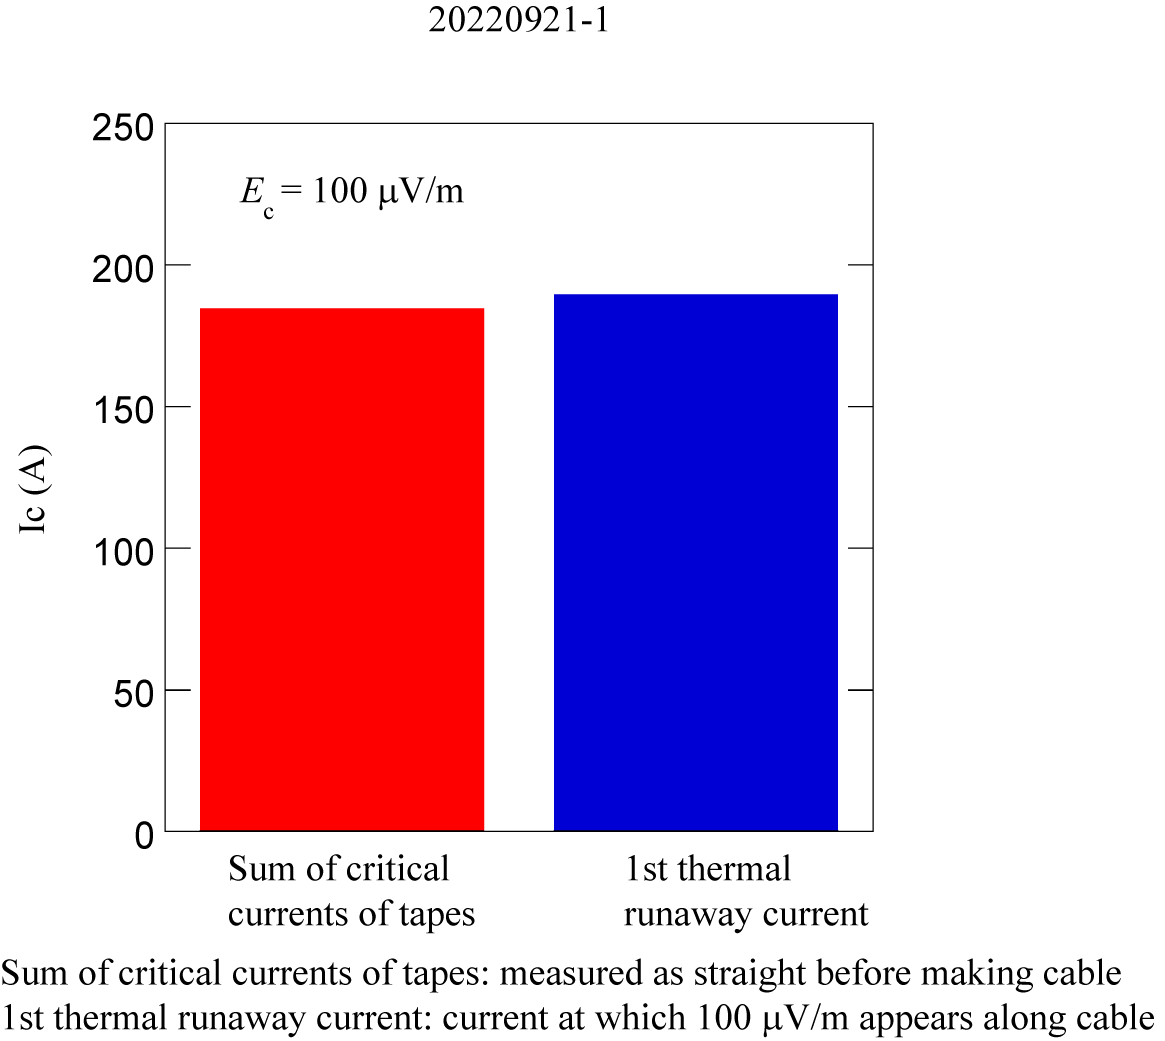 20220921-1
250
E_c = 100 μV/m
200
150
Ic (A)
100
50
0
Sum of critical
currents of tapes
1st thermal
runaway current
Sum of critical currents of tapes: measured as straight before making cable
1st thermal runaway current: current at which 100 μV/m appears along cable